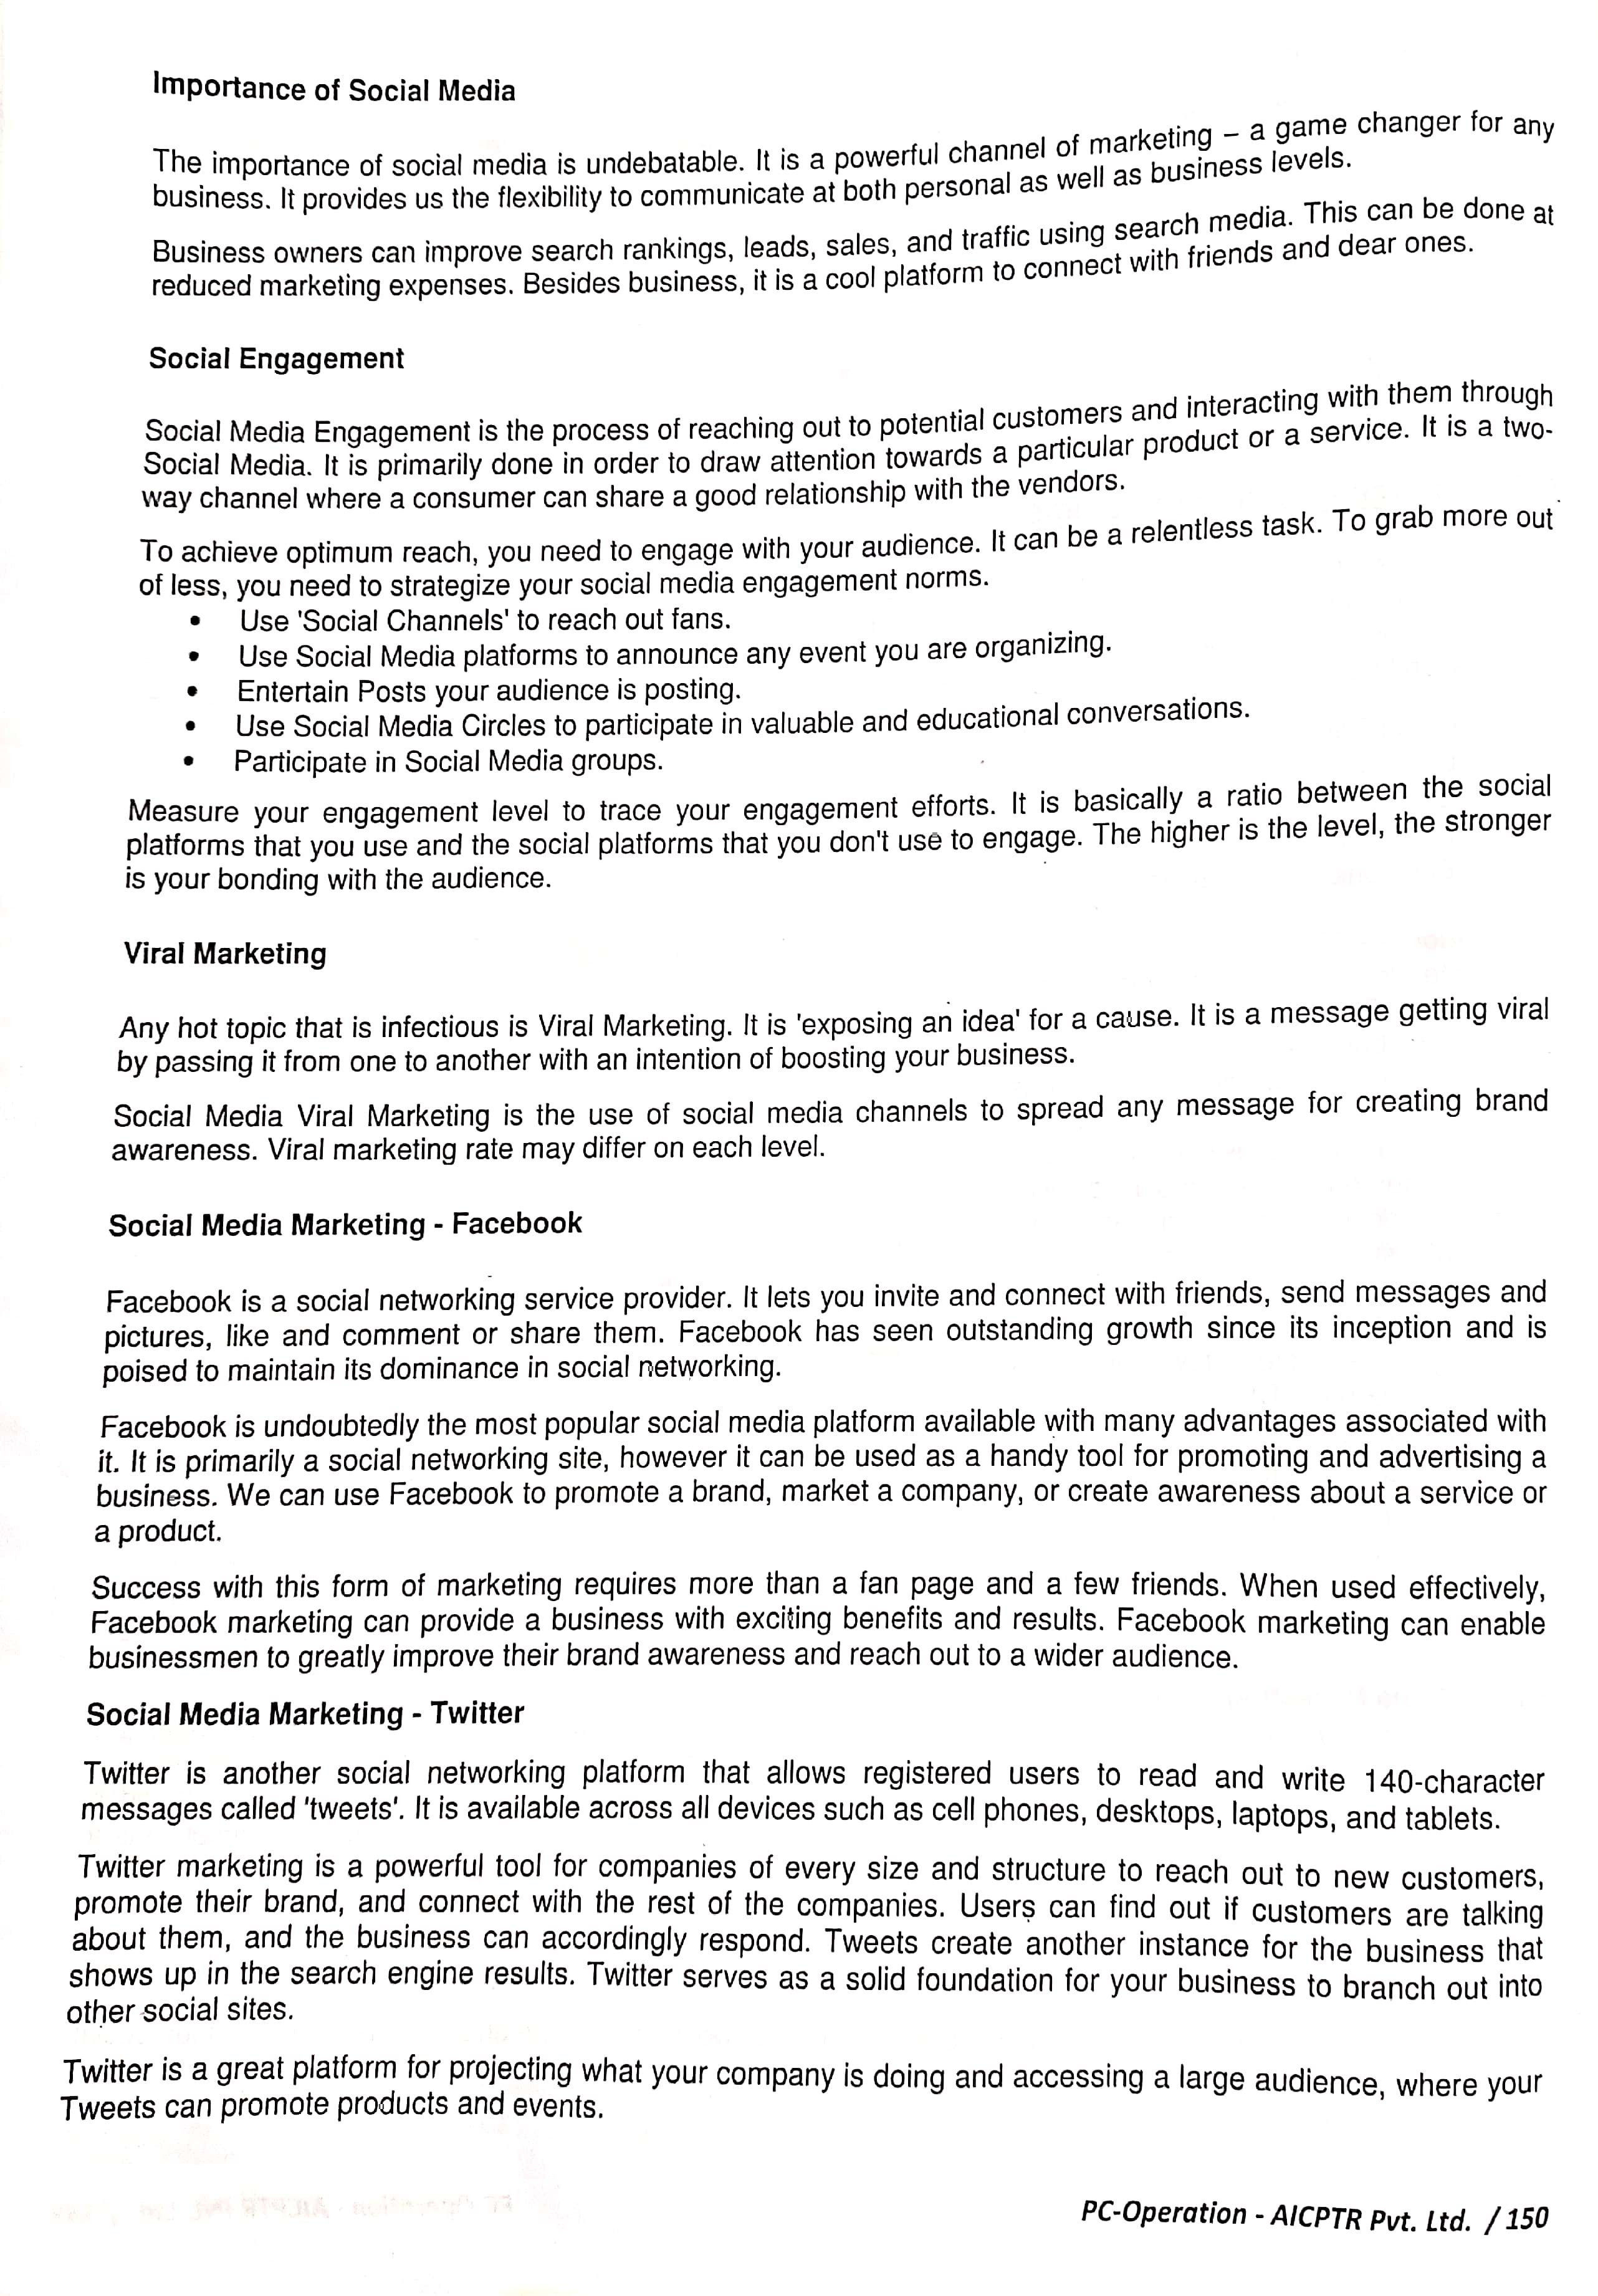 Importance of Social Media
The importance of social media is undebatable. It is a powerful channel of marketing – a game changer for any
business. It provides us the flexibility to communicate at both personal as well as business levels.
Business owners can improve search rankings, leads, sales, and traffic using search media. This can be done at
reduced marketing expenses. Besides business, it is a cool platform to connect with friends and dear ones.
Social Engagement
Social Media Engagement is the process of reaching out to potential customers and interacting with them through
Social Media. It is primarily done in order to draw attention towards a particular product or a service. It is a two-
way channel where a consumer can share a good relationship with the vendors.
To achieve optimum reach, you need to engage with your audience. It can be a relentless task. To grab more out
of less, you need to strategize your social media engagement norms.
• Use 'Social Channels' to reach out fans.
• Use Social Media platforms to announce any event you are organizing.
• Entertain Posts your audience is posting.
• Use Social Media Circles to participate in valuable and educational conversations.
• Participate in Social Media groups.
Measure your engagement level to trace your engagement efforts. It is basically a ratio between the social
platforms that you use and the social platforms that you don't use to engage. The higher is the level, the stronger
is your bonding with the audience.
Viral Marketing
Any hot topic that is infectious is Viral Marketing. It is 'exposing an idea' for a cause. It is a message getting viral
by passing it from one to another with an intention of boosting your business.
Social Media Viral Marketing is the use of social media channels to spread any message for creating brand
awareness. Viral marketing rate may differ on each level.
Social Media Marketing - Facebook
Facebook is a social networking service provider. It lets you invite and connect with friends, send messages and
pictures, like and comment or share them. Facebook has seen outstanding growth since its inception and is
poised to maintain its dominance in social networking.
Facebook is undoubtedly the most popular social media platform available with many advantages associated with
it. It is primarily a social networking site, however it can be used as a handy tool for promoting and advertising a
business. We can use Facebook to promote a brand, market a company, or create awareness about a service or
a product.
Success with this form of marketing requires more than a fan page and a few friends. When used effectively,
Facebook marketing can provide a business with exciting benefits and results. Facebook marketing can enable
businessmen to greatly improve their brand awareness and reach out to a wider audience.
Social Media Marketing - Twitter
Twitter is another social networking platform that allows registered users to read and write 140-character
messages called 'tweets'. It is available across all devices such as cell phones, desktops, laptops, and tablets.
Twitter marketing is a powerful tool for companies of every size and structure to reach out to new customers,
promote their brand, and connect with the rest of the companies. Users can find out if customers are talking
about them, and the business can accordingly respond. Tweets create another instance for the business that
shows up in the search engine results. Twitter serves as a solid foundation for your business to branch out into
other social sites.
Twitter is a great platform for projecting what your company is doing and accessing a large audience, where your
Tweets can promote products and events.
PC-Operation - AICPTR Pvt. Ltd. / 150